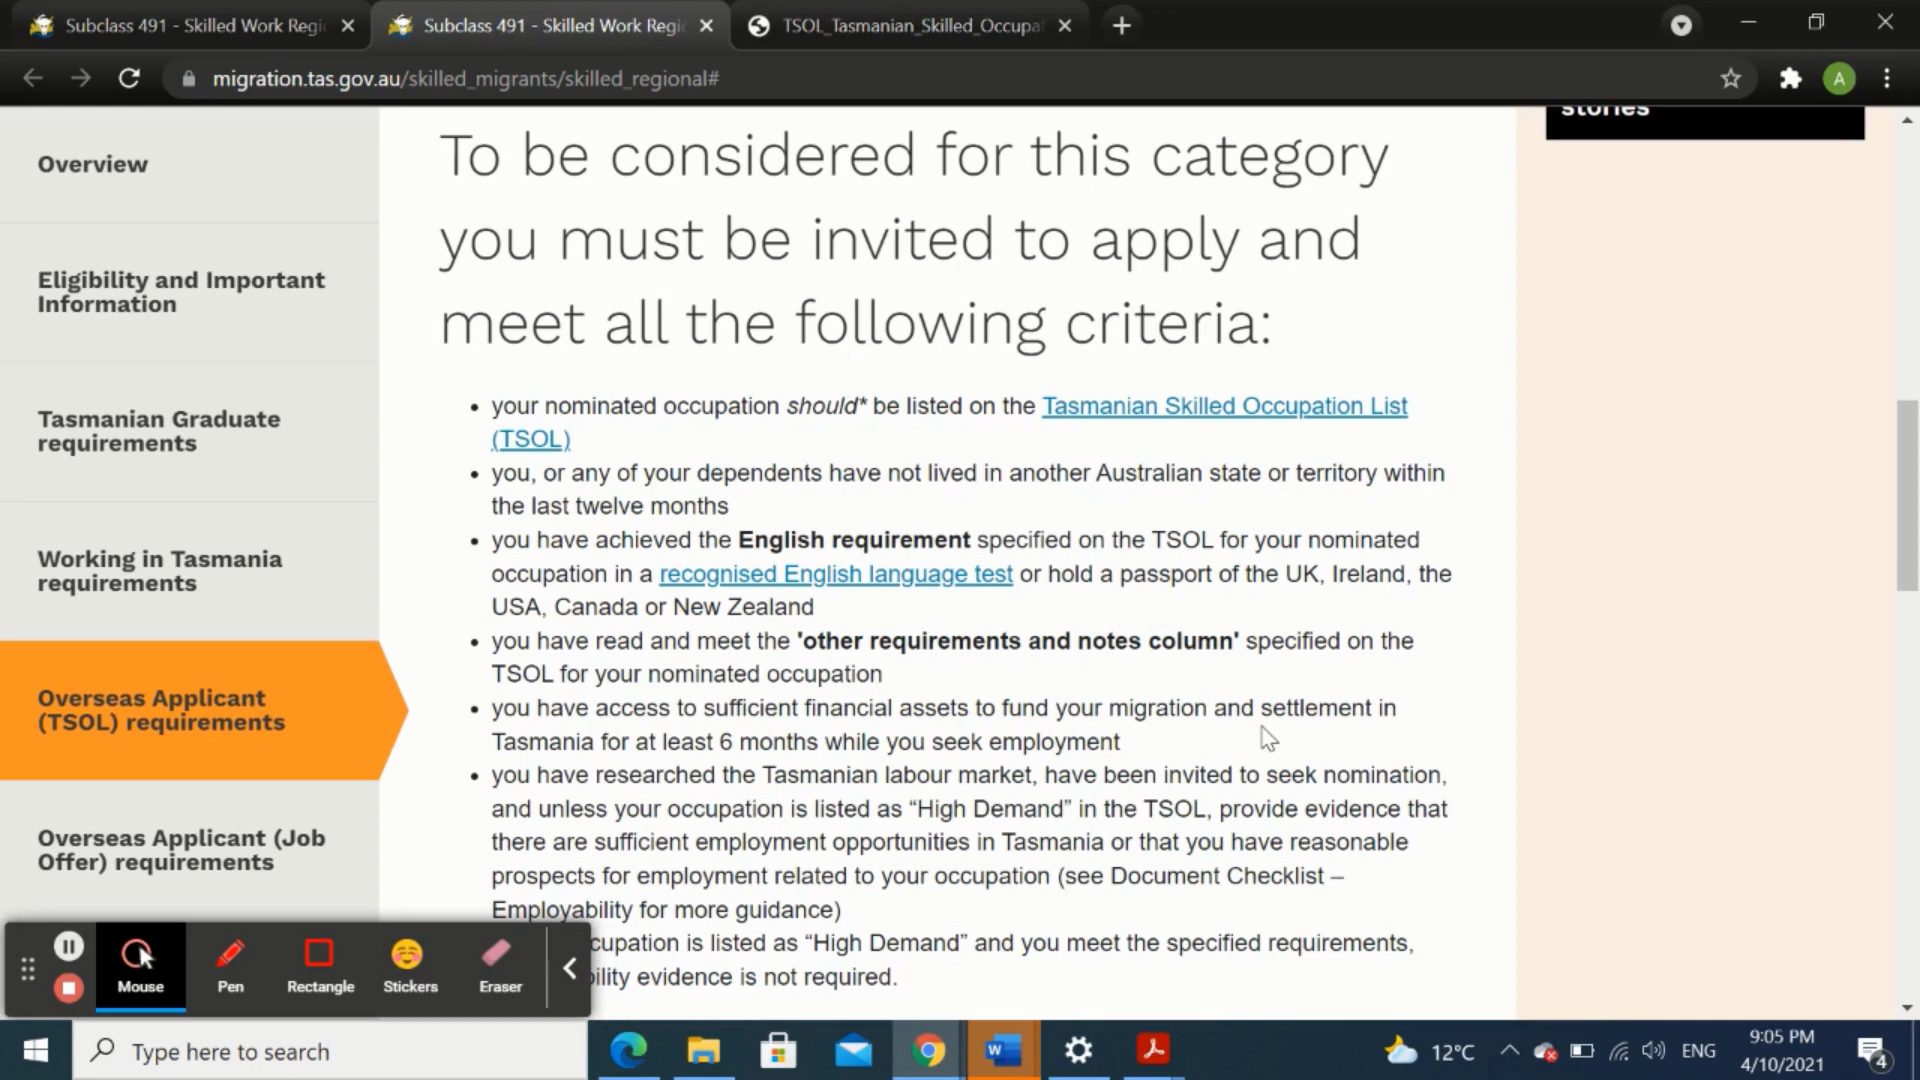 Subclass 491 - Skilled Work Regi
Subclass 491 - Skilled Work Regi
TSOL_Tasmanian_Skilled_Occupat
migration.tas.gov.au/skilled_migrants/skilled_regional#
A
stories
Overview
Eligibility and Important
Information
Tasmanian Graduate
requirements
Working in Tasmania
requirements
Overseas Applicant
(TSOL) requirements
Overseas Applicant (Job
Offer) requirements
To be considered for this category
you must be invited to apply and
meet all the following criteria:
• your nominated occupation should* be listed on the Tasmanian Skilled Occupation List
(TSOL)
• you, or any of your dependents have not lived in another Australian state or territory within
the last twelve months
• you have achieved the English requirement specified on the TSOL for your nominated
occupation in a recognised English language test or hold a passport of the UK, Ireland, the
USA, Canada or New Zealand
• you have read and meet the 'other requirements and notes column' specified on the
TSOL for your nominated occupation
• you have access to sufficient financial assets to fund your migration and settlement in
Tasmania for at least 6 months while you seek employment
• you have researched the Tasmanian labour market, have been invited to seek nomination,
and unless your occupation is listed as “High Demand” in the TSOL, provide evidence that
there are sufficient employment opportunities in Tasmania or that you have reasonable
prospects for employment related to your occupation (see Document Checklist –
Employability for more guidance)
cupation is listed as “High Demand” and you meet the specified requirements,
bility evidence is not required.
Mouse
Pen
Rectangle
Stickers
Eraser
Type here to search
W
12°C
ENG
9:05 PM
4/10/2021
4